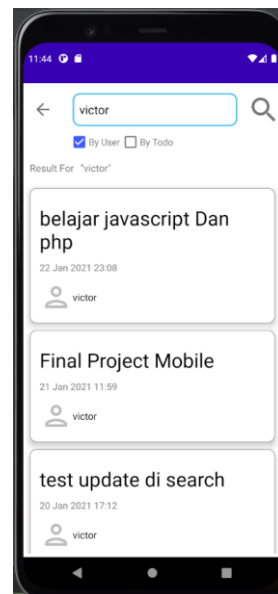 11:44
victor
By User By Todo
Result For "victor"
belajar javascript Dan
php
22 Jan 2021 23:08
victor
Final Project Mobile
21 Jan 2021 11:59
victor
test update di search
20 Jan 2021 17:12
victor